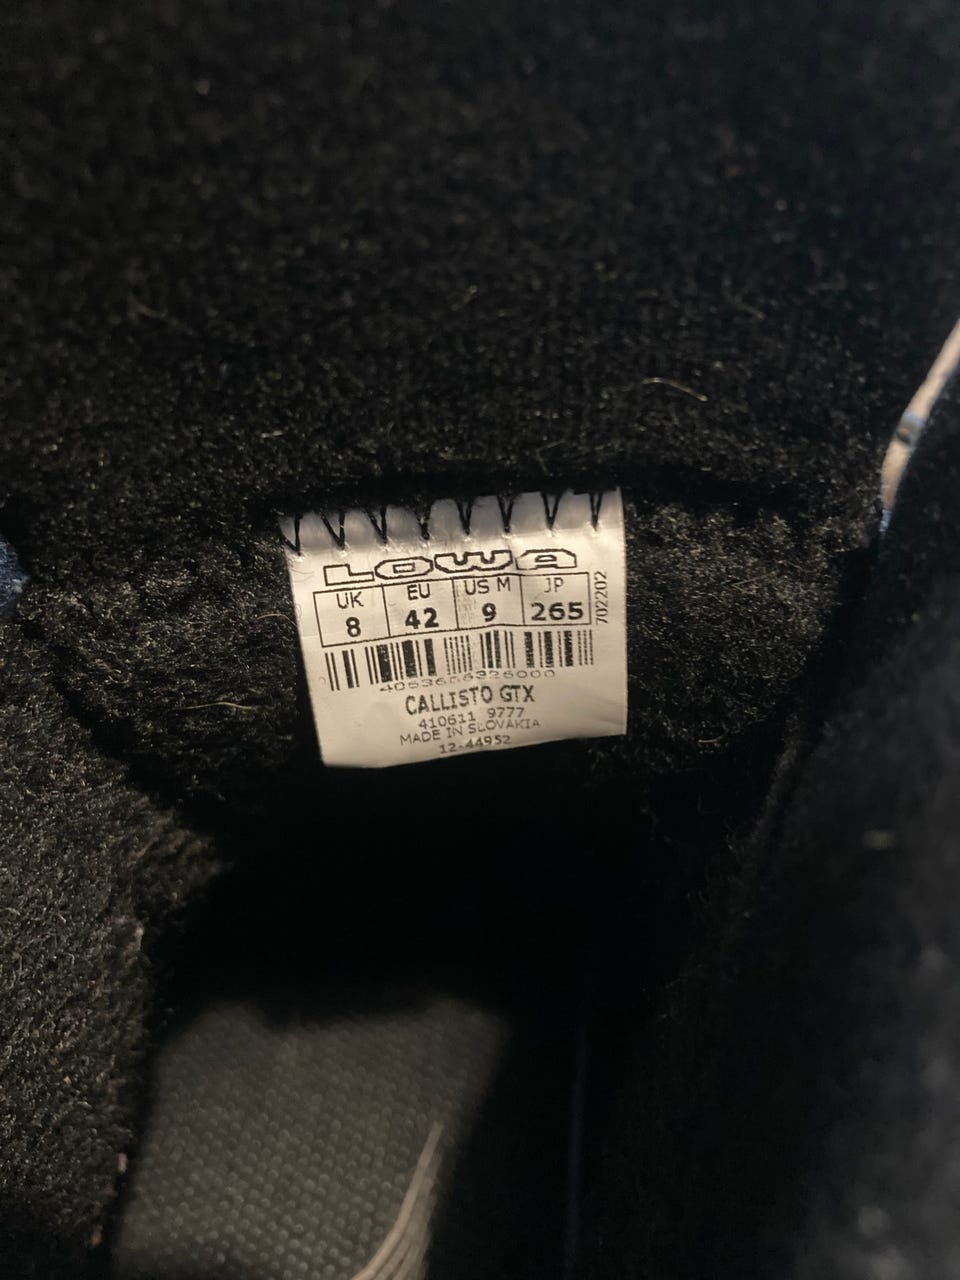 LOWA
UK EU US M JP
8 42 9 265
702202
CALLISTO GTX
410611 9777
MADE IN SLOVAKIA
12-44952